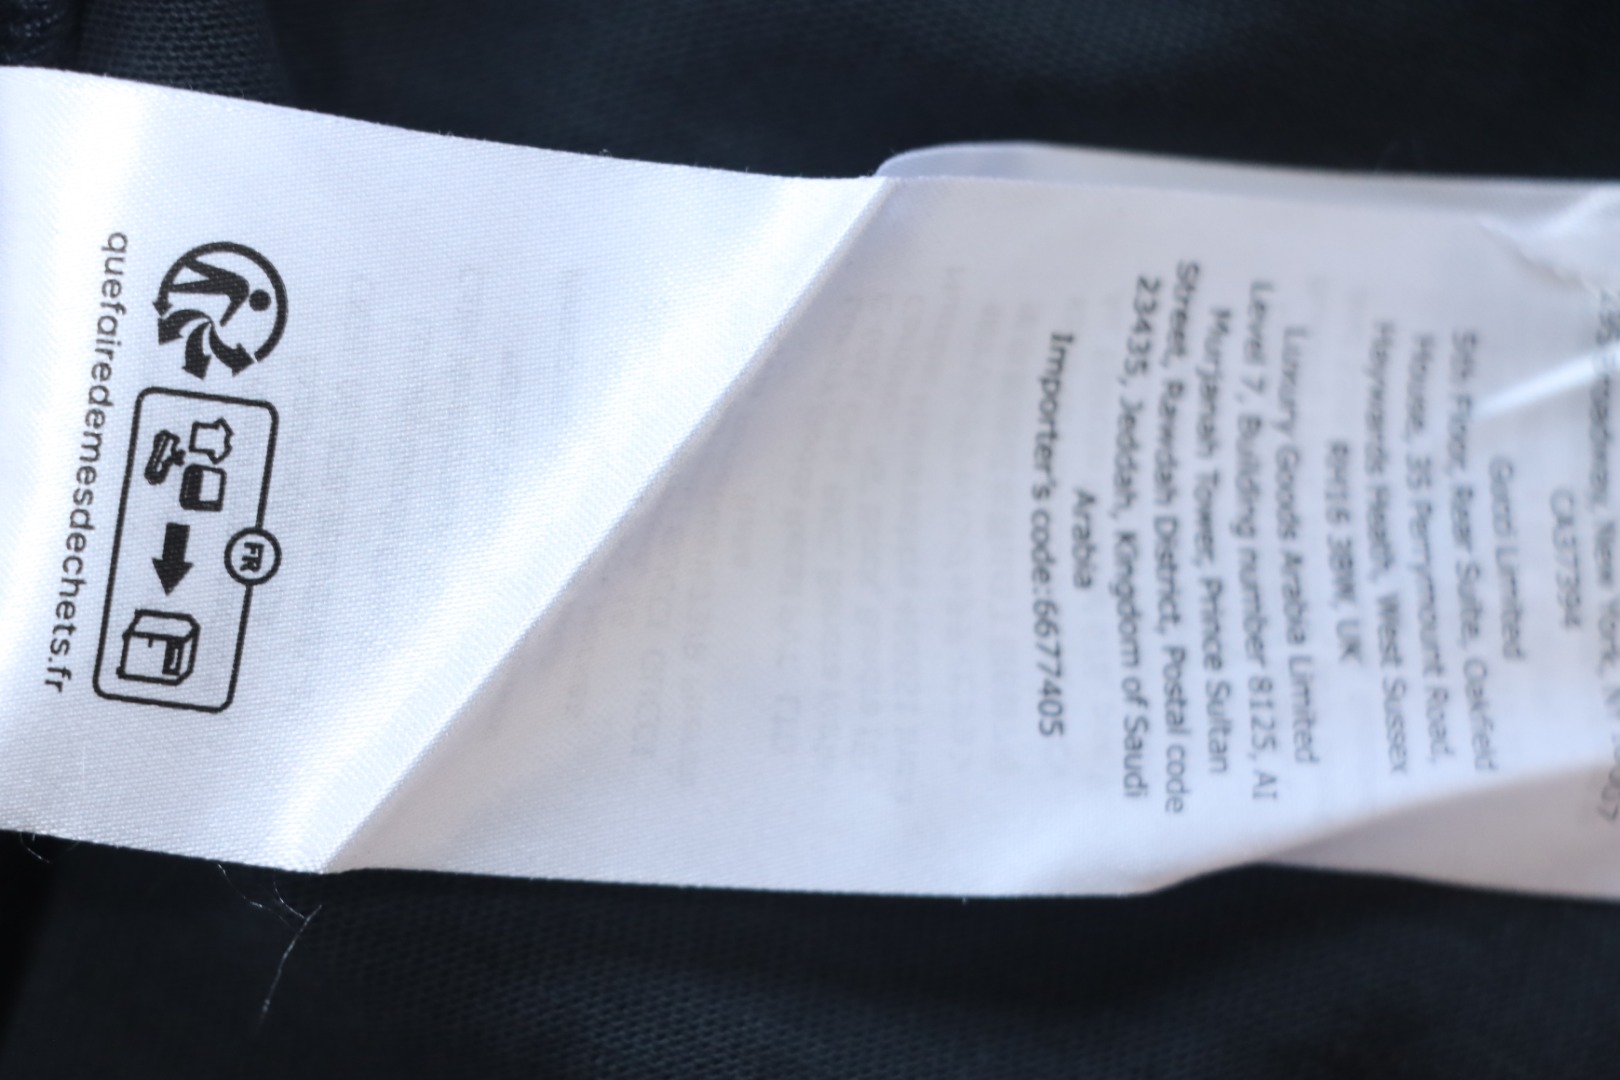 CA37394
Gucci Limited
5th Floor, Rear Suite, Oakfield
House, 35 Perrymount Road,
Haywards Heath, West Sussex
RH16 3BW, UK
Luxury Goods Arabia Limited
Level 7, Building number 8125, Al
Murjanah Tower, Prince Sultan
Street, Rawdah District, Postal code
23435, Jeddah, Kingdom of Saudi
Arabia
Importer's code:6677405
FR
quefairedemesdechets.fr